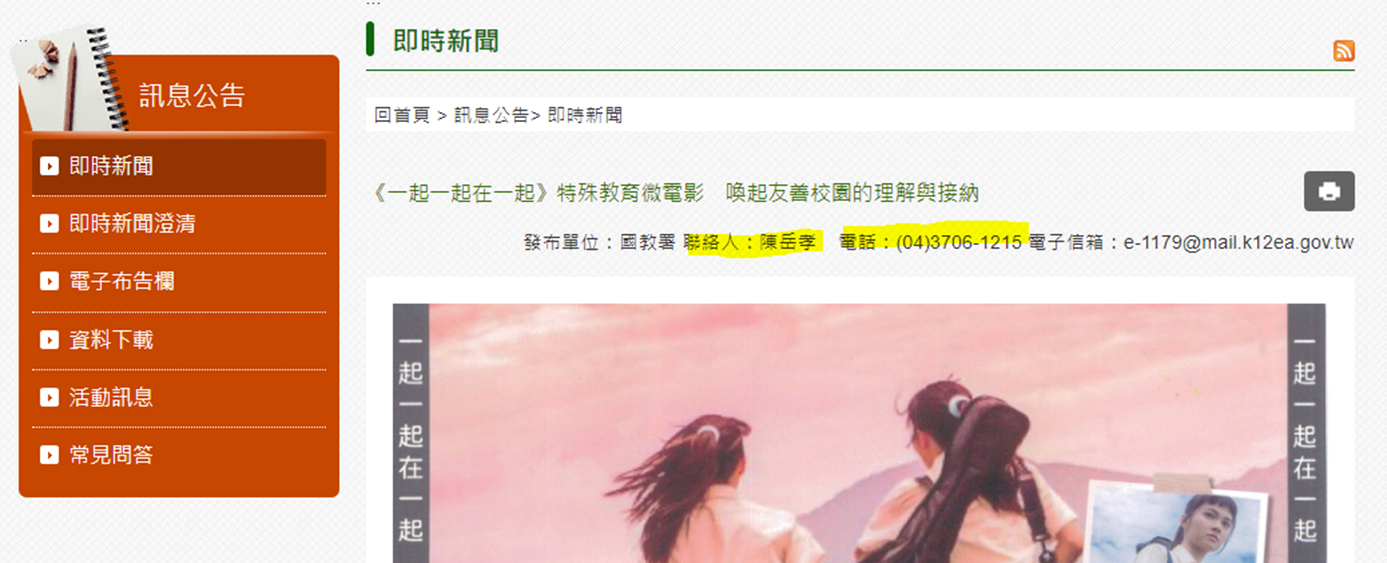 訊息公告
即時新聞
即時新聞澄清
電子布告欄
資料下載
活動訊息
常見問答
即時新聞
回首頁 > 訊息公告> 即時新聞
《一起一起在一起》特殊教育微電影 喚起友善校園的理解與接納
發布單位：國教署 聯絡人：陳岳孝 電話：(04)3706-1215 電子信箱：e-1179@mail.k12ea.gov.tw
一起一起在一起
一起一起在一起